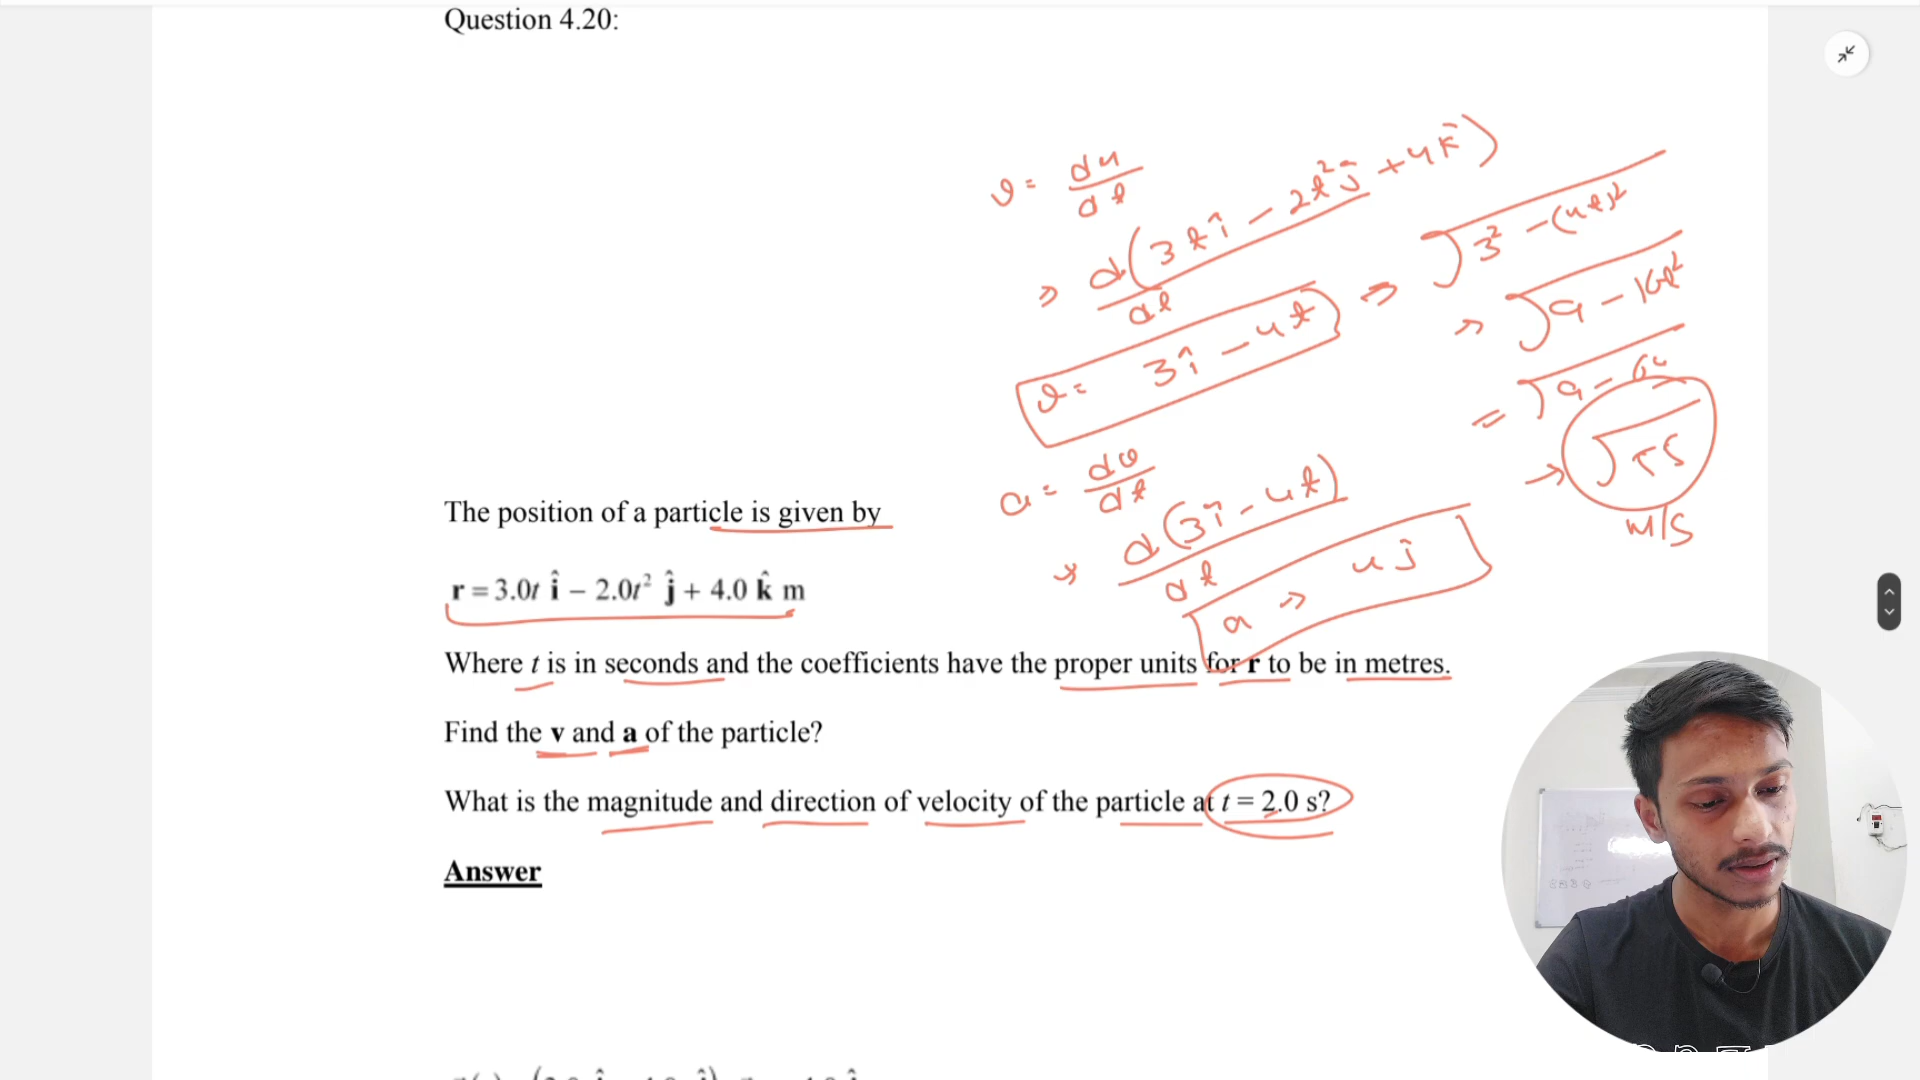 Question 4.20:
v = du/dt
⇒ d(3tî − 2t²ĵ + 4k̂)/dt
v = 3î − 4t ⇒ √3² − (4t)²
⇒ √9 − 16t²
= √9 − 64
→ √55
m/s
a = dv/dt
d(3î − 4t)/dt
a → 4ĵ
The position of a particle is given by
r = 3.0t î − 2.0t² ĵ + 4.0 k̂ m
Where t is in seconds and the coefficients have the proper units for r to be in metres.
Find the v and a of the particle?
What is the magnitude and direction of velocity of the particle at t = 2.0 s?
Answer